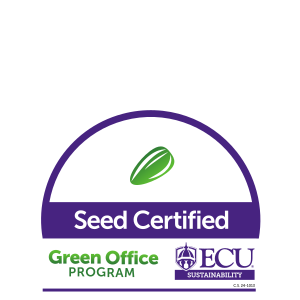 Seed Certified
Green Office
PROGRAM
ECU
SUSTAINABILITY